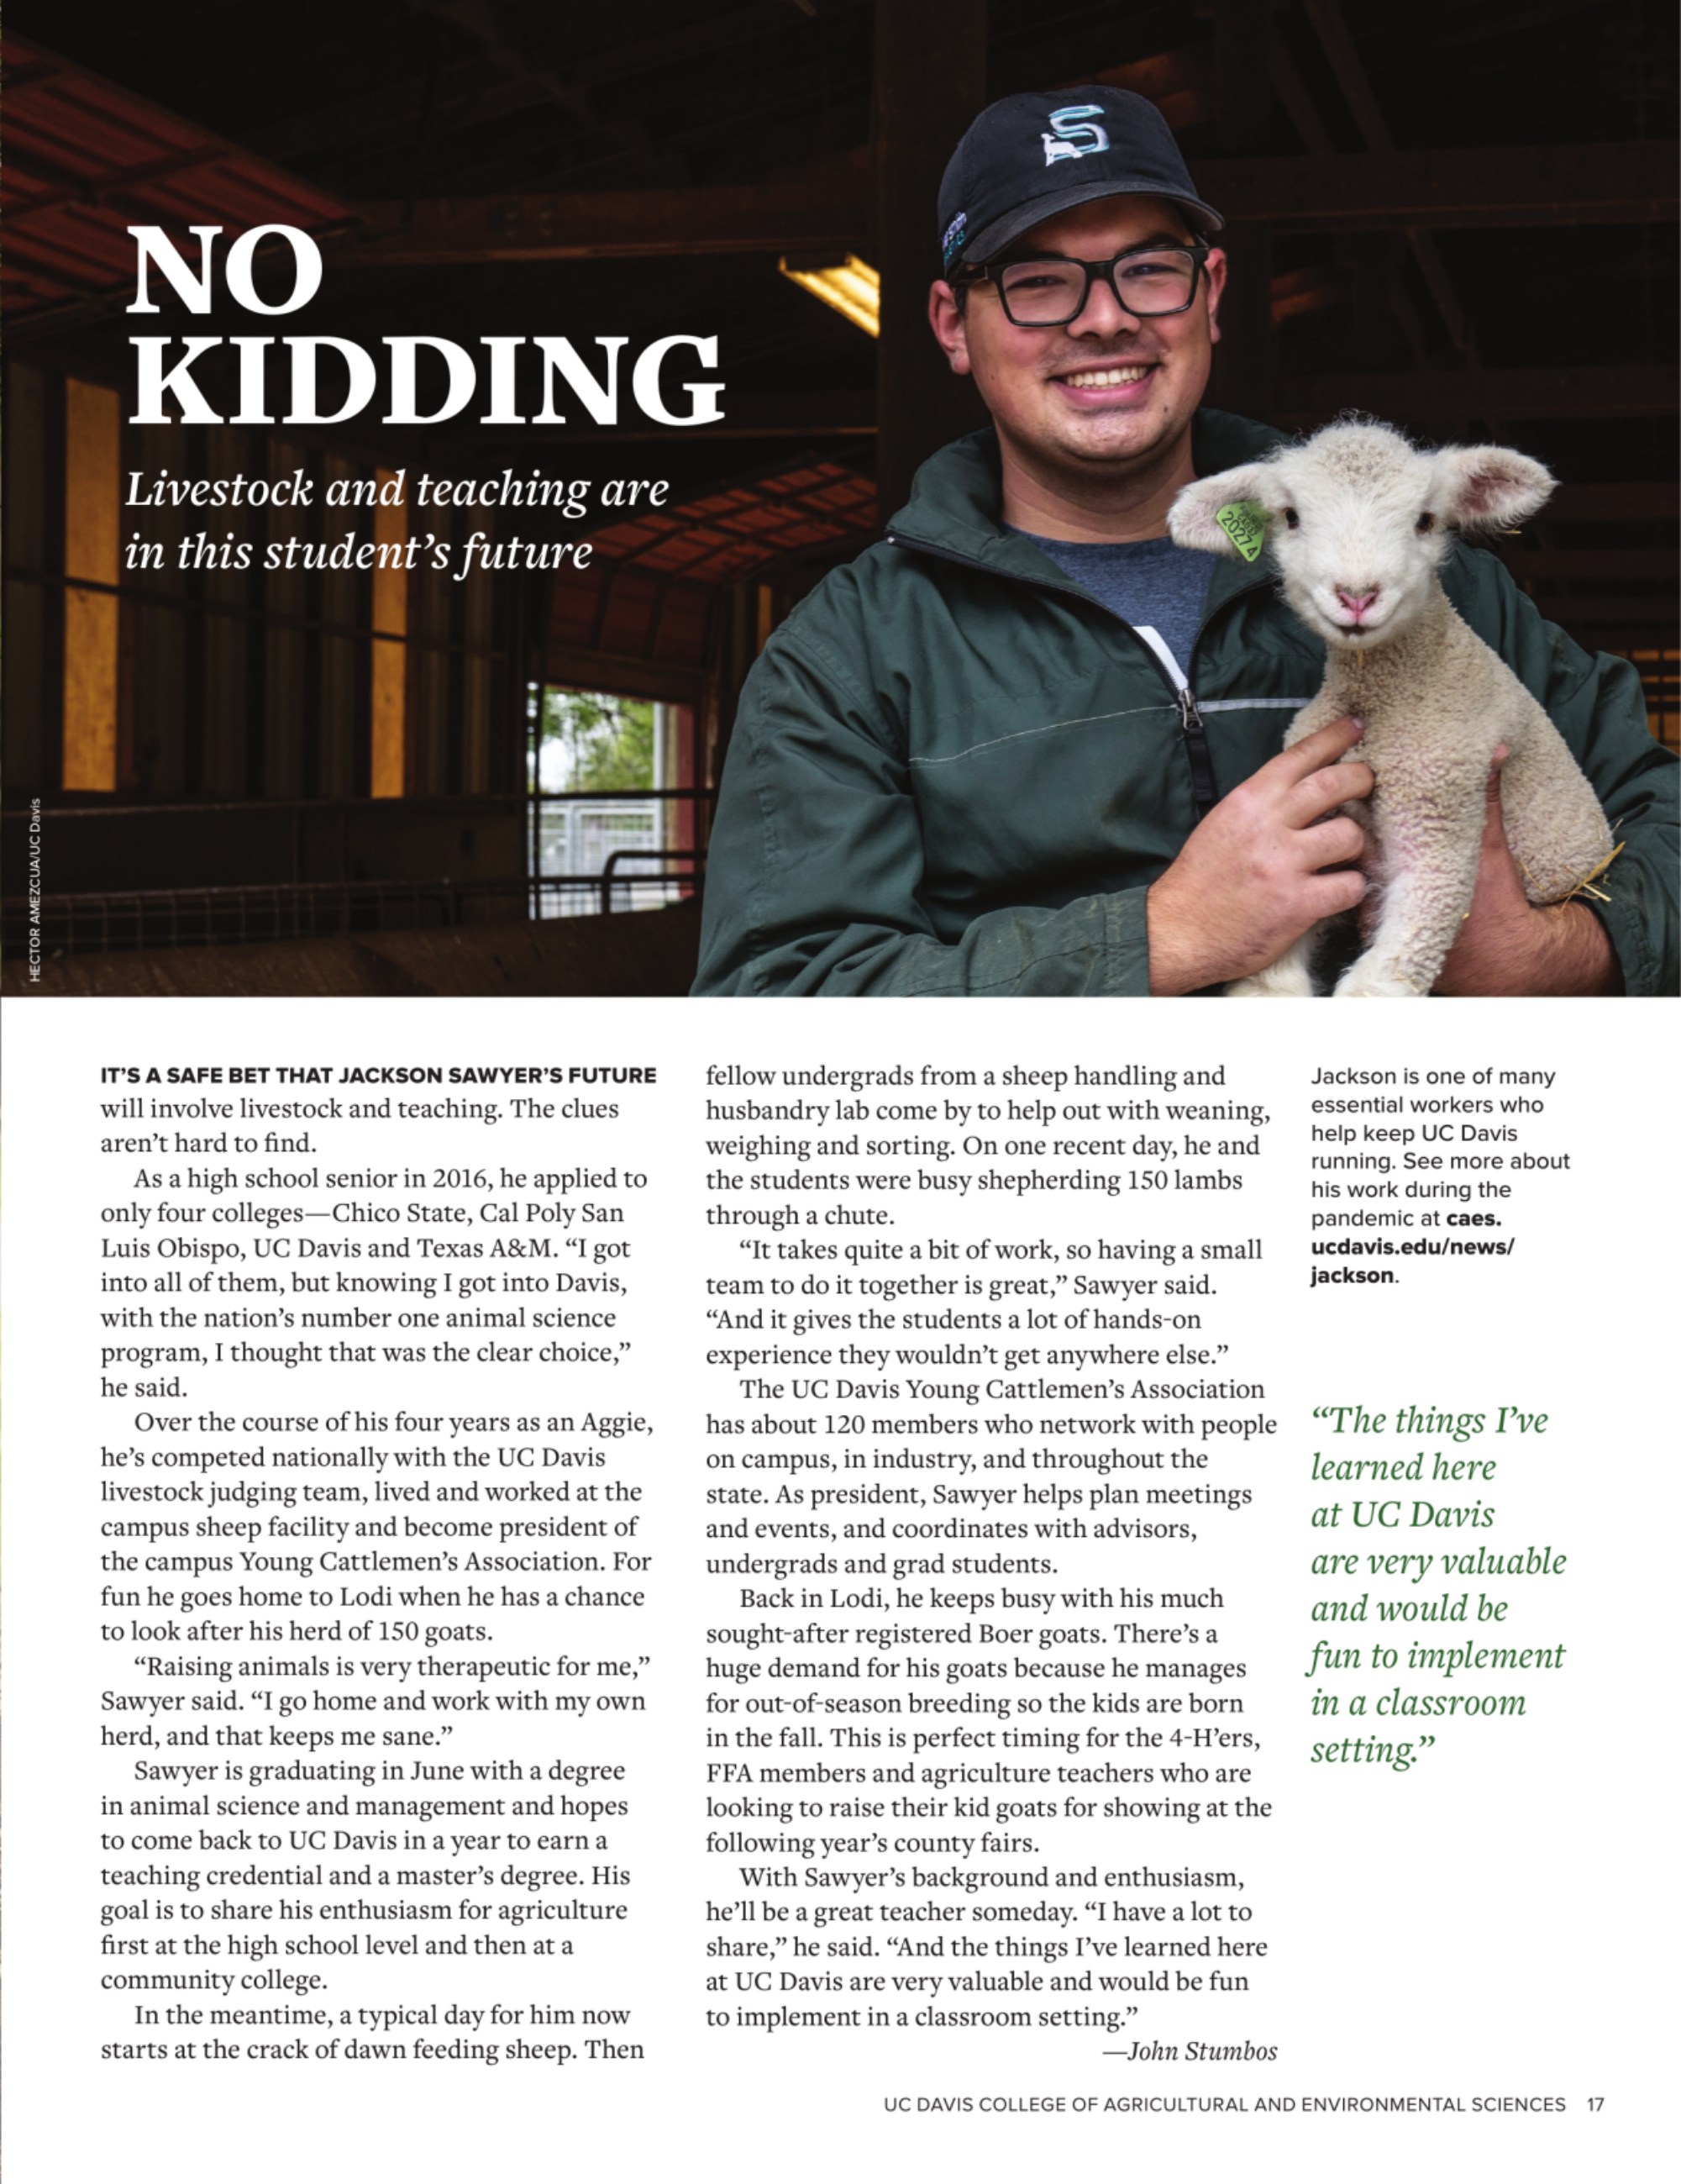 S
NO
KIDDING
Livestock and teaching are
in this student's future
20274
HECTOR AMEZCUA/UC Davis
IT'S A SAFE BET THAT JACKSON SAWYER'S FUTURE
will involve livestock and teaching. The clues
aren't hard to find.
As a high school senior in 2016, he applied to
only four colleges—Chico State, Cal Poly San
Luis Obispo, UC Davis and Texas A&M. “I got
into all of them, but knowing I got into Davis,
with the nation's number one animal science
program, I thought that was the clear choice,”
he said.
Over the course of his four years as an Aggie,
he's competed nationally with the UC Davis
livestock judging team, lived and worked at the
campus sheep facility and become president of
the campus Young Cattlemen's Association. For
fun he goes home to Lodi when he has a chance
to look after his herd of 150 goats.
“Raising animals is very therapeutic for me,”
Sawyer said. “I go home and work with my own
herd, and that keeps me sane.”
Sawyer is graduating in June with a degree
in animal science and management and hopes
to come back to UC Davis in a year to earn a
teaching credential and a master's degree. His
goal is to share his enthusiasm for agriculture
first at the high school level and then at a
community college.
In the meantime, a typical day for him now
starts at the crack of dawn feeding sheep. Then
fellow undergrads from a sheep handling and
husbandry lab come by to help out with weaning,
weighing and sorting. On one recent day, he and
the students were busy shepherding 150 lambs
through a chute.
“It takes quite a bit of work, so having a small
team to do it together is great,” Sawyer said.
“And it gives the students a lot of hands-on
experience they wouldn't get anywhere else.”
The UC Davis Young Cattlemen's Association
has about 120 members who network with people
on campus, in industry, and throughout the
state. As president, Sawyer helps plan meetings
and events, and coordinates with advisors,
undergrads and grad students.
Back in Lodi, he keeps busy with his much
sought-after registered Boer goats. There's a
huge demand for his goats because he manages
for out-of-season breeding so the kids are born
in the fall. This is perfect timing for the 4-H'ers,
FFA members and agriculture teachers who are
looking to raise their kid goats for showing at the
following year's county fairs.
With Sawyer's background and enthusiasm,
he'll be a great teacher someday. “I have a lot to
share,” he said. “And the things I've learned here
at UC Davis are very valuable and would be fun
to implement in a classroom setting.”
—John Stumbos
Jackson is one of many
essential workers who
help keep UC Davis
running. See more about
his work during the
pandemic at caes.
ucdavis.edu/news/
jackson.
“The things I've
learned here
at UC Davis
are very valuable
and would be
fun to implement
in a classroom
setting.”
UC DAVIS COLLEGE OF AGRICULTURAL AND ENVIRONMENTAL SCIENCES 17